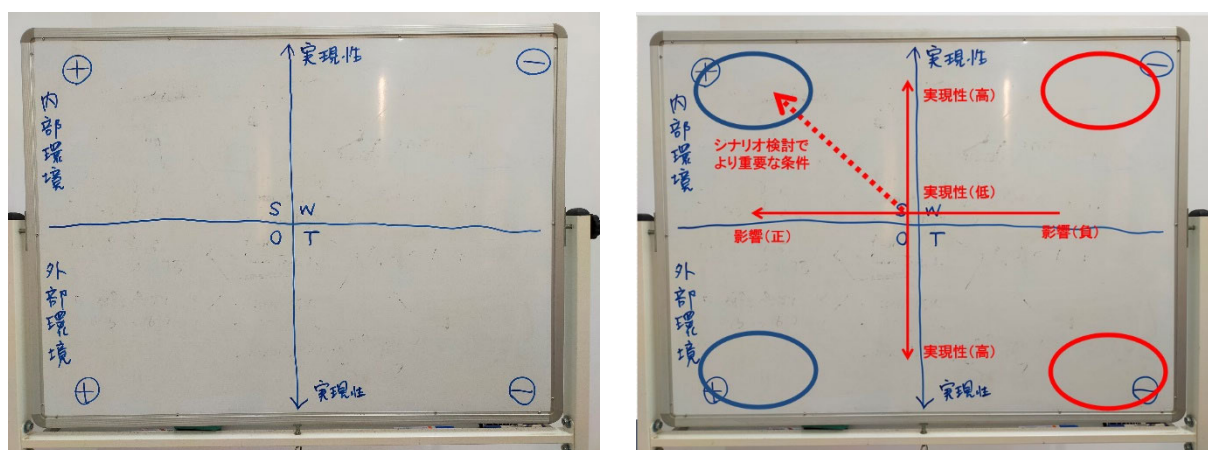 実現性
+
−
内部環境
S W
O T
外部環境
+
−
実現性
実現性
+
−
実現性(高)
内部環境
シナリオ検討で
より重要な条件
実現性(低)
S W
影響(正)
O T
影響(負)
外部環境
実現性(高)
+
−
実現性